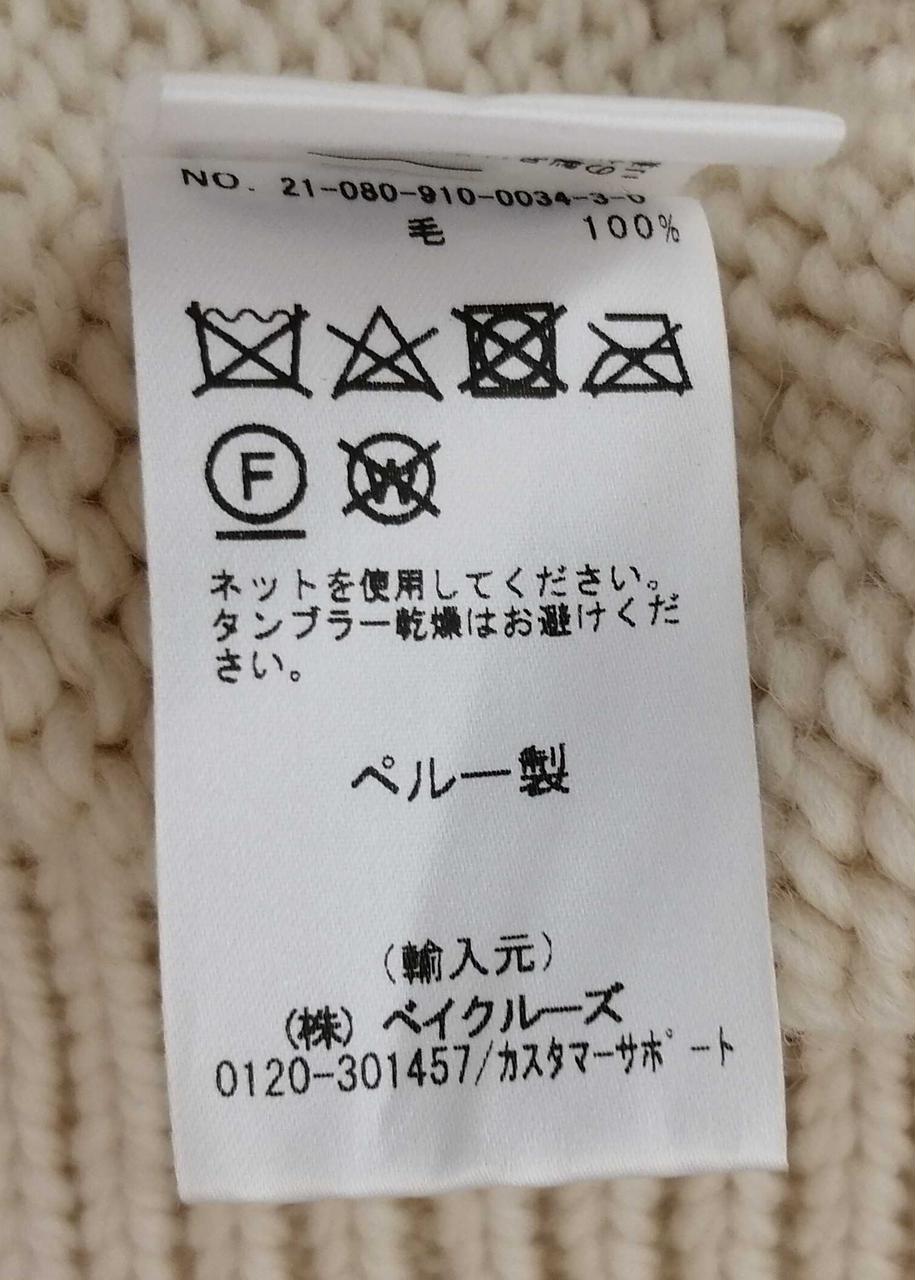 NO. 21-080-910-0034-3-0
毛 100%
F W
ネットを使用してください。
タンブラー乾燥はお避けくだ
さい。
ペルー製
(輸入元)
(株) ベイクルーズ
0120-301457/カスタマーサポート